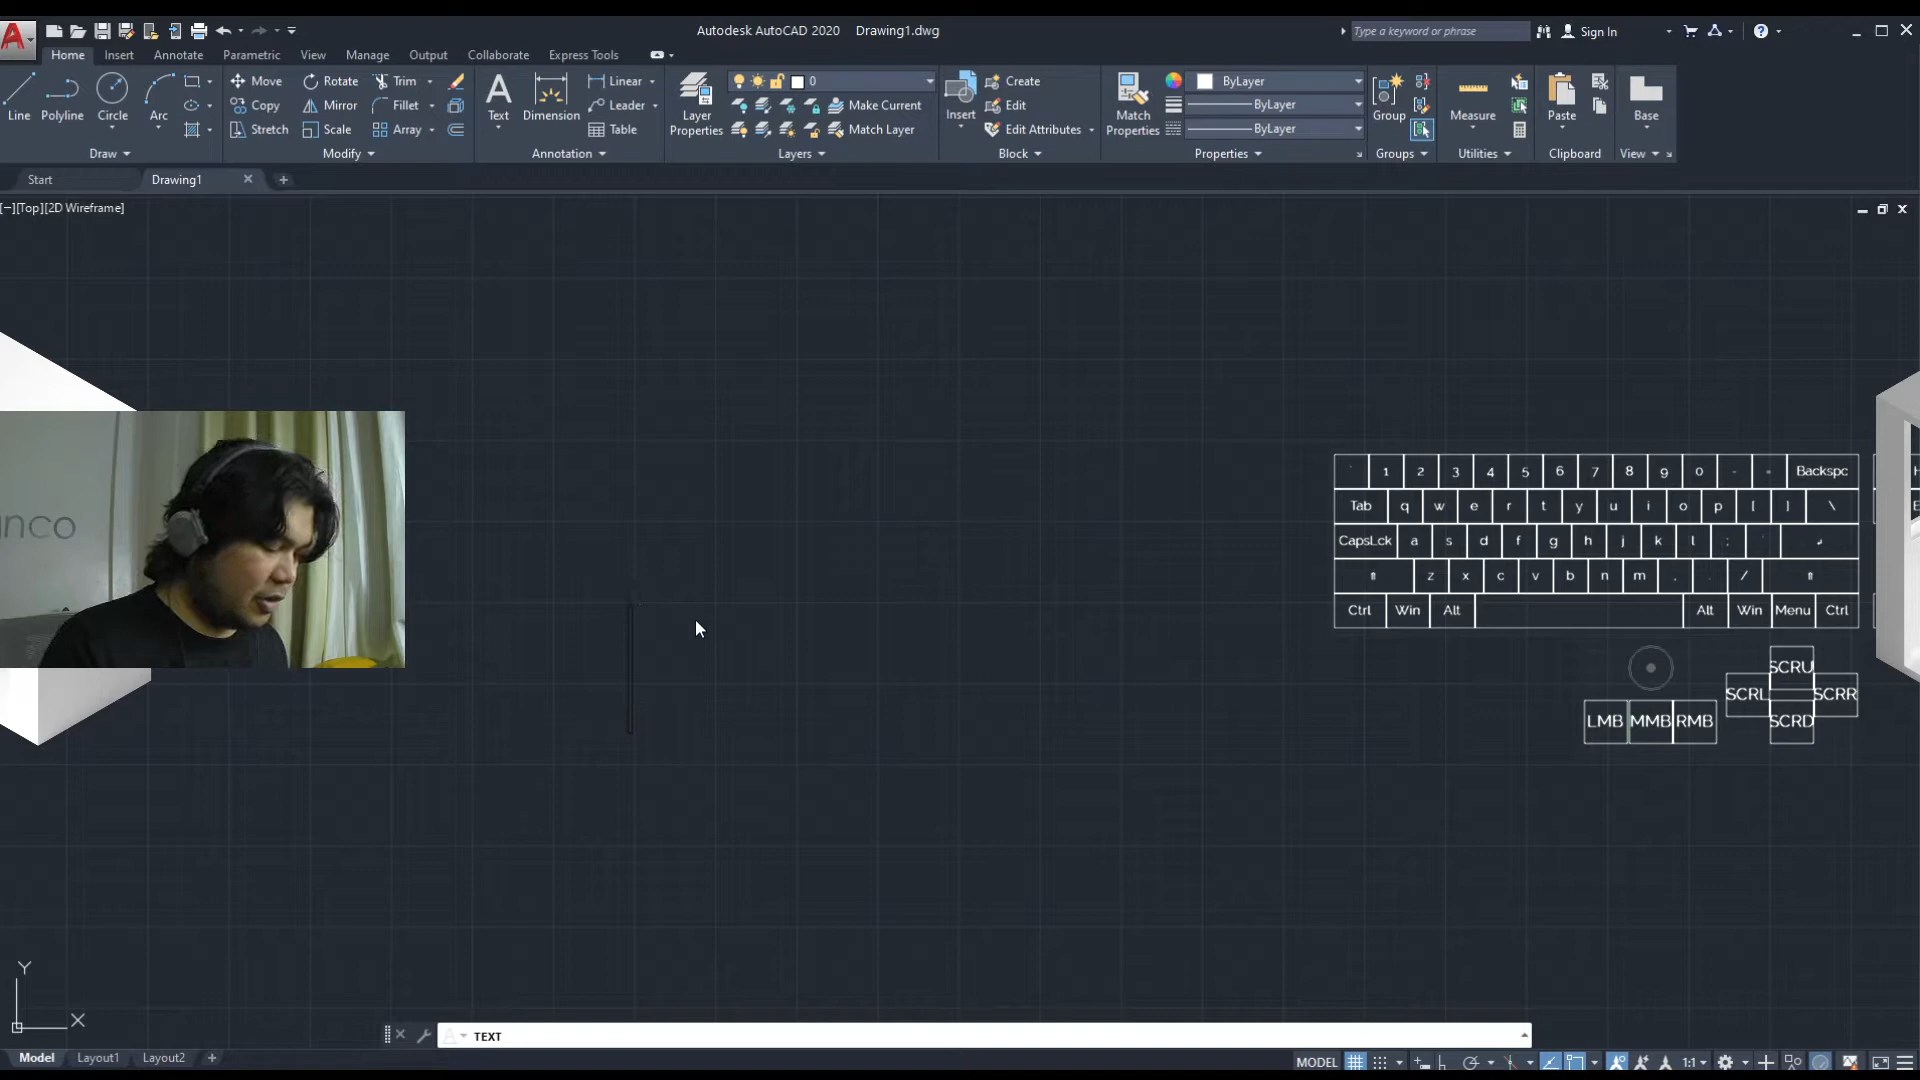 Autodesk AutoCAD 2020 Drawing1.dwg
Type a keyword or phrase
Sign In
Home Insert Annotate Parametric View Manage Output Collaborate Express Tools
Line Polyline Circle Arc
Move Rotate Trim
Copy Mirror Fillet
Stretch Scale Array
Text Dimension
Linear
Leader
Table
Layer Properties
0
Make Current
Match Layer
Insert
Create
Edit
Edit Attributes
Match Properties
ByLayer
ByLayer
ByLayer
Group
Measure
Paste
Base
Draw Modify Annotation Layers Block Properties Groups Utilities Clipboard View
Start Drawing1
[−][Top][2D Wireframe]
nco
` 1 2 3 4 5 6 7 8 9 0 - = Backspc
Tab q w e r t y u i o p [ ] \
CapsLck a s d f g h j k l ;
z x c v b n m , . /
Ctrl Win Alt Alt Win Menu Ctrl
SCRU
SCRL SCRR
LMB MMB RMB SCRD
Y
X
TEXT
Model Layout1 Layout2
MODEL 1:1